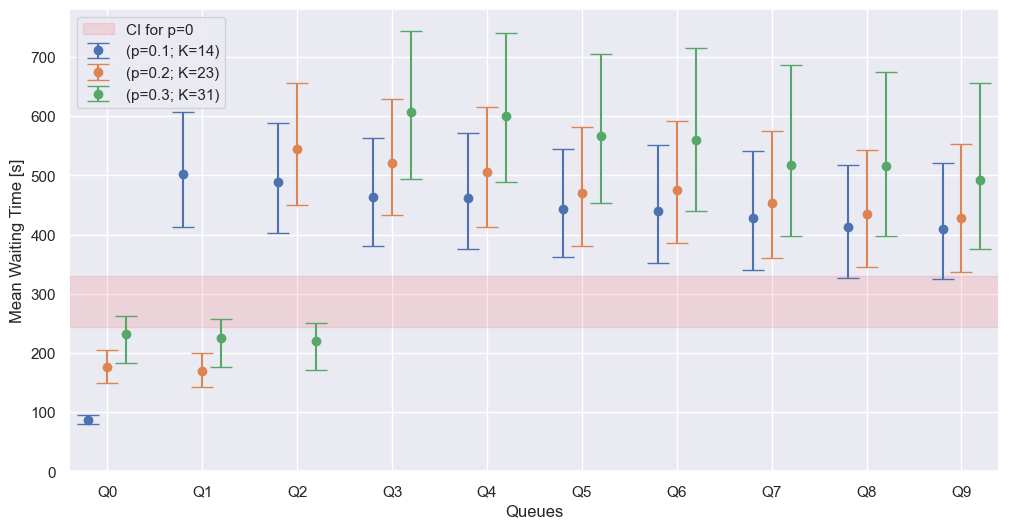 CI for p=0
(p=0.1; K=14)
(p=0.2; K=23)
(p=0.3; K=31)
Mean Waiting Time [s]
700
600
500
400
300
200
100
0
Q0 Q1 Q2 Q3 Q4 Q5 Q6 Q7 Q8 Q9
Queues